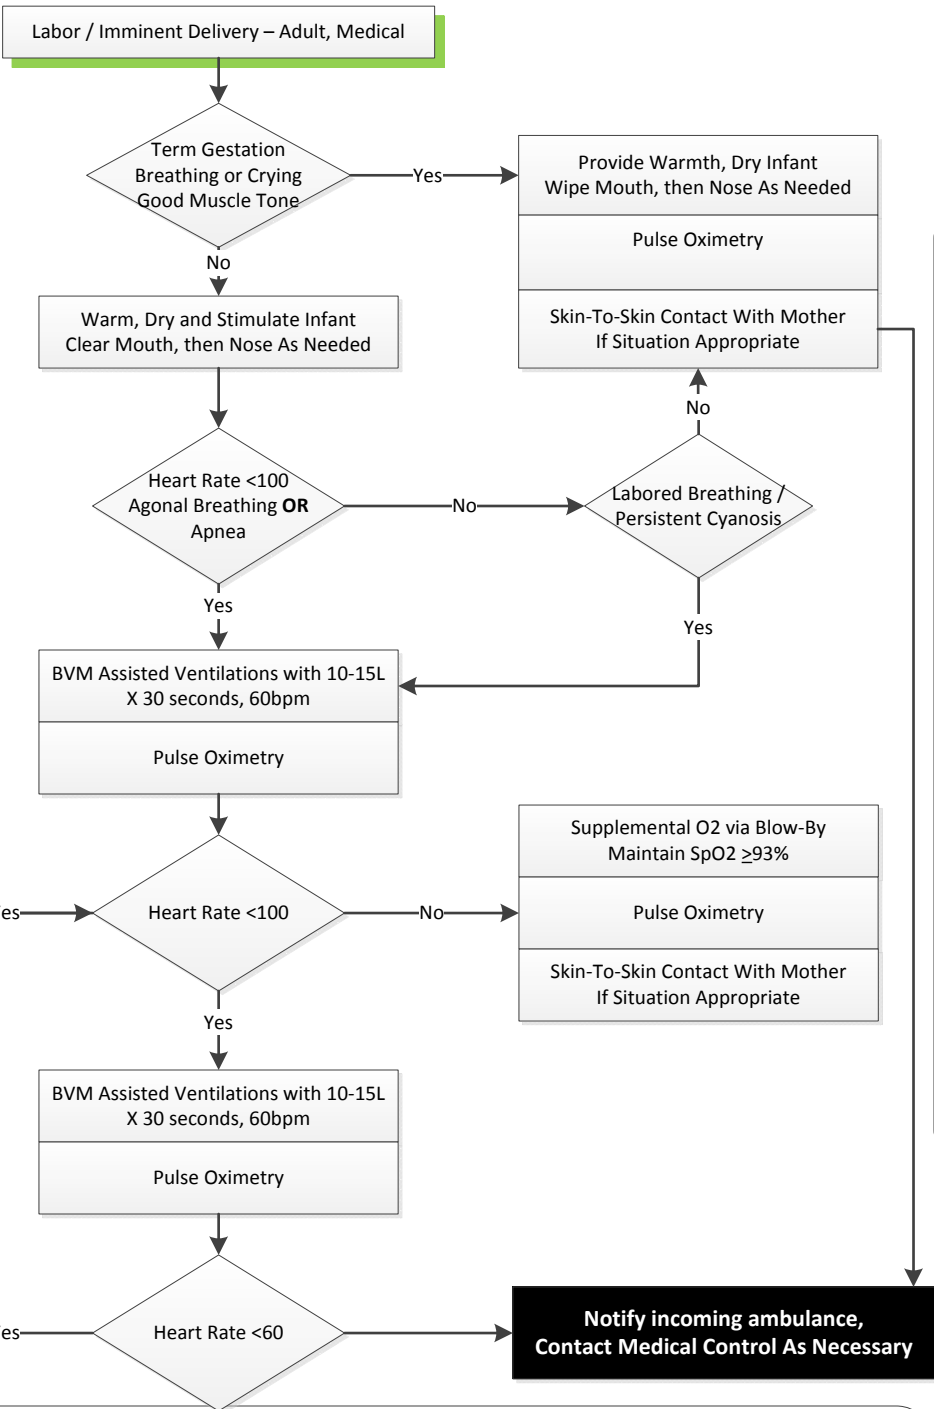 Labor / Imminent Delivery – Adult, Medical
Term Gestation
Breathing or Crying
Good Muscle Tone
Yes
Provide Warmth, Dry Infant
Wipe Mouth, then Nose As Needed
Pulse Oximetry
Skin-To-Skin Contact With Mother
If Situation Appropriate
No
Warm, Dry and Stimulate Infant
Clear Mouth, then Nose As Needed
No
Heart Rate <100
Agonal Breathing OR
Apnea
No
Labored Breathing /
Persistent Cyanosis
Yes
Yes
BVM Assisted Ventilations with 10-15L
X 30 seconds, 60bpm
Pulse Oximetry
Supplemental O2 via Blow-By
Maintain SpO2 ≥93%
Heart Rate <100
No
Pulse Oximetry
Skin-To-Skin Contact With Mother
If Situation Appropriate
Yes
BVM Assisted Ventilations with 10-15L
X 30 seconds, 60bpm
Pulse Oximetry
Heart Rate <60
Notify incoming ambulance,
Contact Medical Control As Necessary